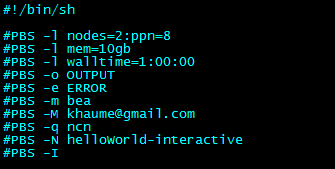 #!/bin/sh
#PBS -l nodes=2:ppn=8
#PBS -l mem=10gb
#PBS -l walltime=1:00:00
#PBS -o OUTPUT
#PBS -e ERROR
#PBS -m bea
#PBS -M khaume@gmail.com
#PBS -q ncn
#PBS -N helloWorld-interactive
#PBS -I